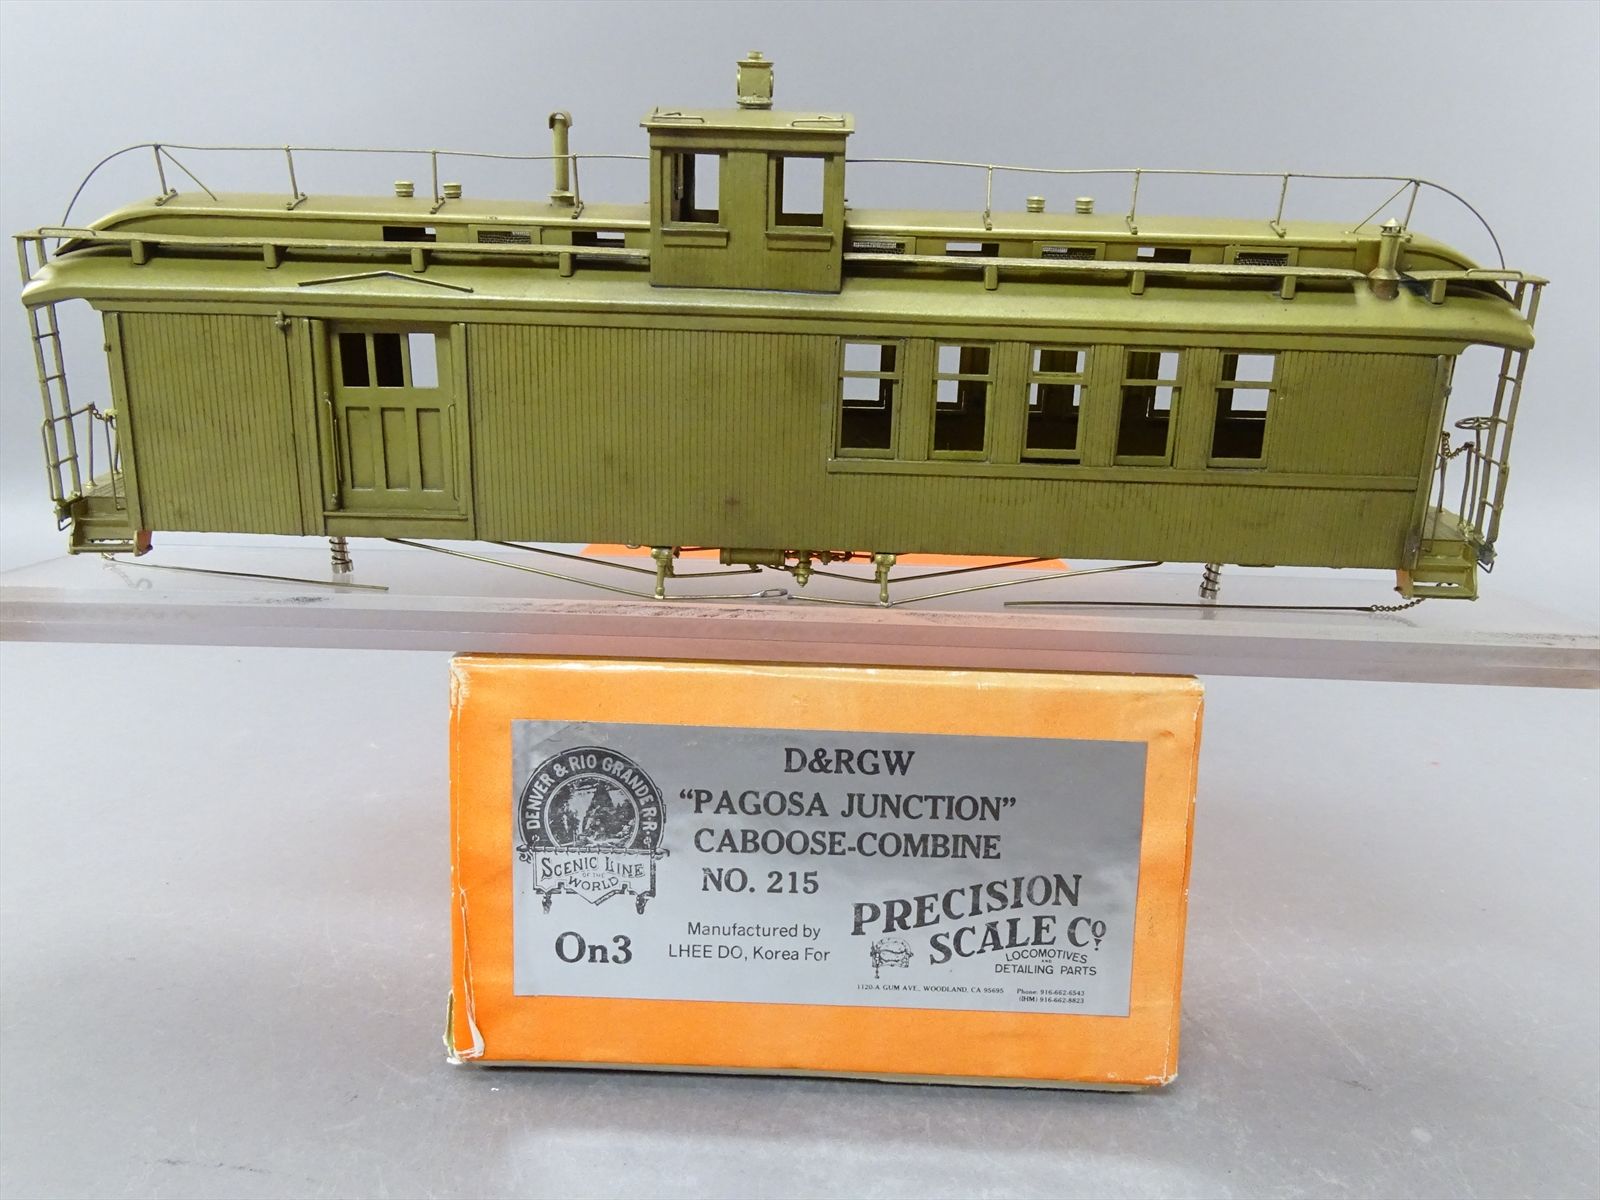 DENVER & RIO GRANDE R.R.
SCENIC LINE
OF THE
WORLD
D&RGW
"PAGOSA JUNCTION"
CABOOSE-COMBINE
NO. 215
On3
Manufactured by
LHEE DO, Korea For
PRECISION
SCALE Co.
LOCOMOTIVES
AND
DETAILING PARTS
1120-A GUM AVE., WOODLAND, CA 95695
Phone: 916-662-6543
(IHM) 916-662-8823